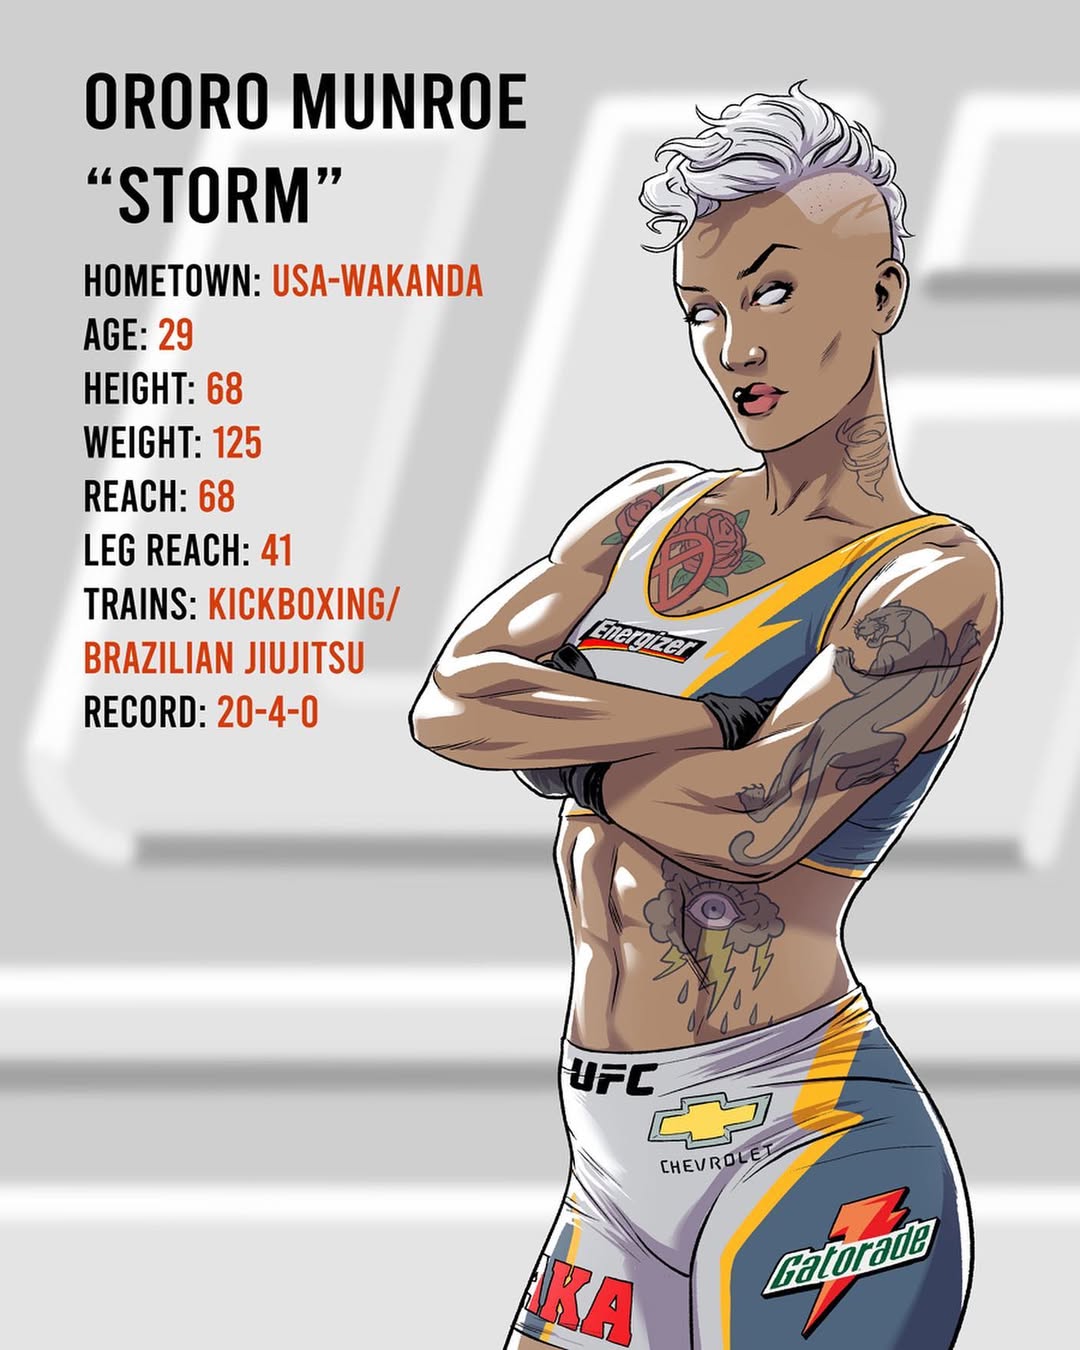 ORORO MUNROE
“STORM”
HOMETOWN: USA-WAKANDA
AGE: 29
HEIGHT: 68
WEIGHT: 125
REACH: 68
LEG REACH: 41
TRAINS: KICKBOXING/
BRAZILIAN JIUJITSU
RECORD: 20-4-0
Energizer
UFC
CHEVROLET
Gatorade
AKA